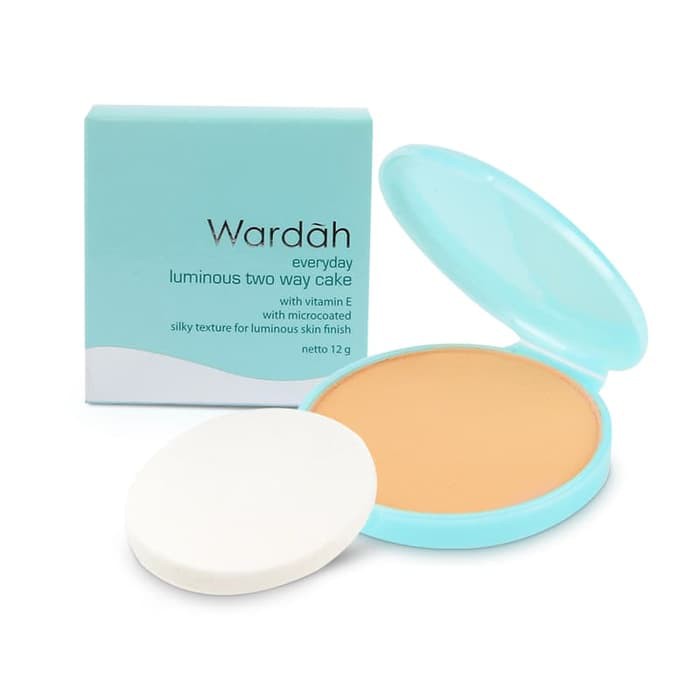 Wardāh
everyday
luminous two way cake
with vitamin E
with microcoated
silky texture for luminous skin finish
netto 12 g